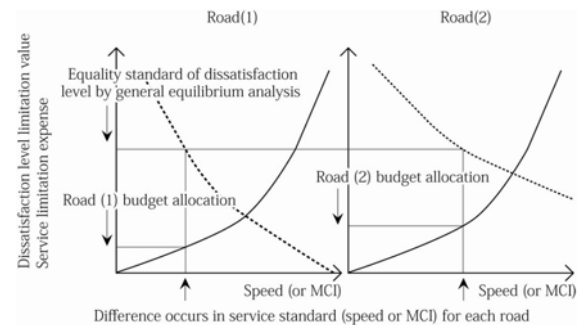 Road(1)
Road(2)
Dissatisfaction level limitation value
Service limitation expense
Equality standard of dissatisfaction
level by general equilibrium analysis
Road (1) budget allocation
Road (2) budget allocation
Speed (or MCI)
Speed (or MCI)
Difference occurs in service standard (speed or MCI) for each road